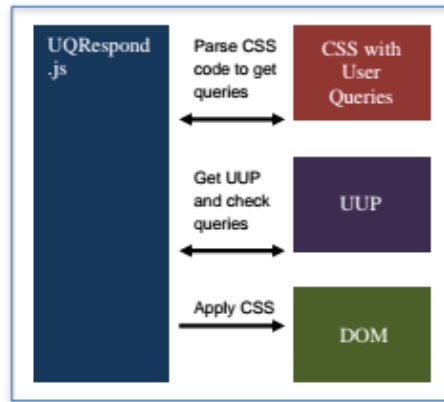 UQRespond
.js
Parse CSS
code to get
queries
CSS with
User
Queries
Get UUP
and check
queries
UUP
Apply CSS
DOM